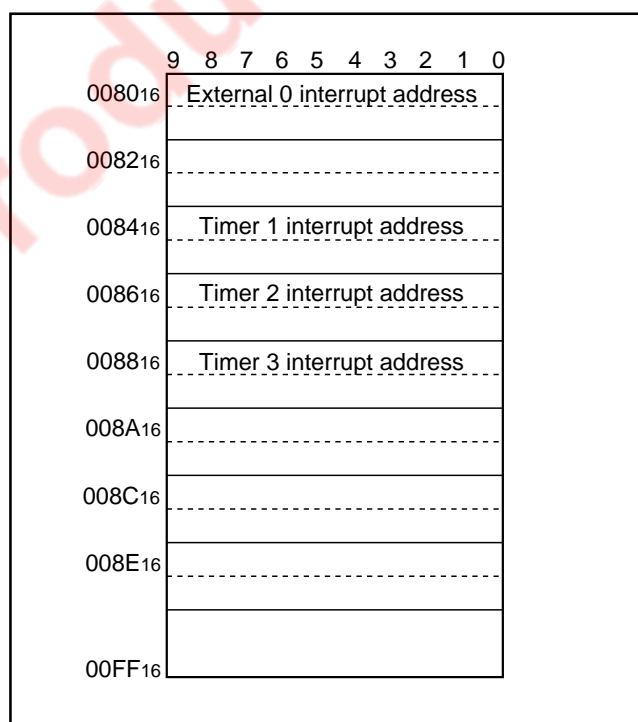 9 8 7 6 5 4 3 2 1 0
0080₁₆ External 0 interrupt address
0082₁₆
0084₁₆ Timer 1 interrupt address
0086₁₆ Timer 2 interrupt address
0088₁₆ Timer 3 interrupt address
008A₁₆
008C₁₆
008E₁₆
00FF₁₆